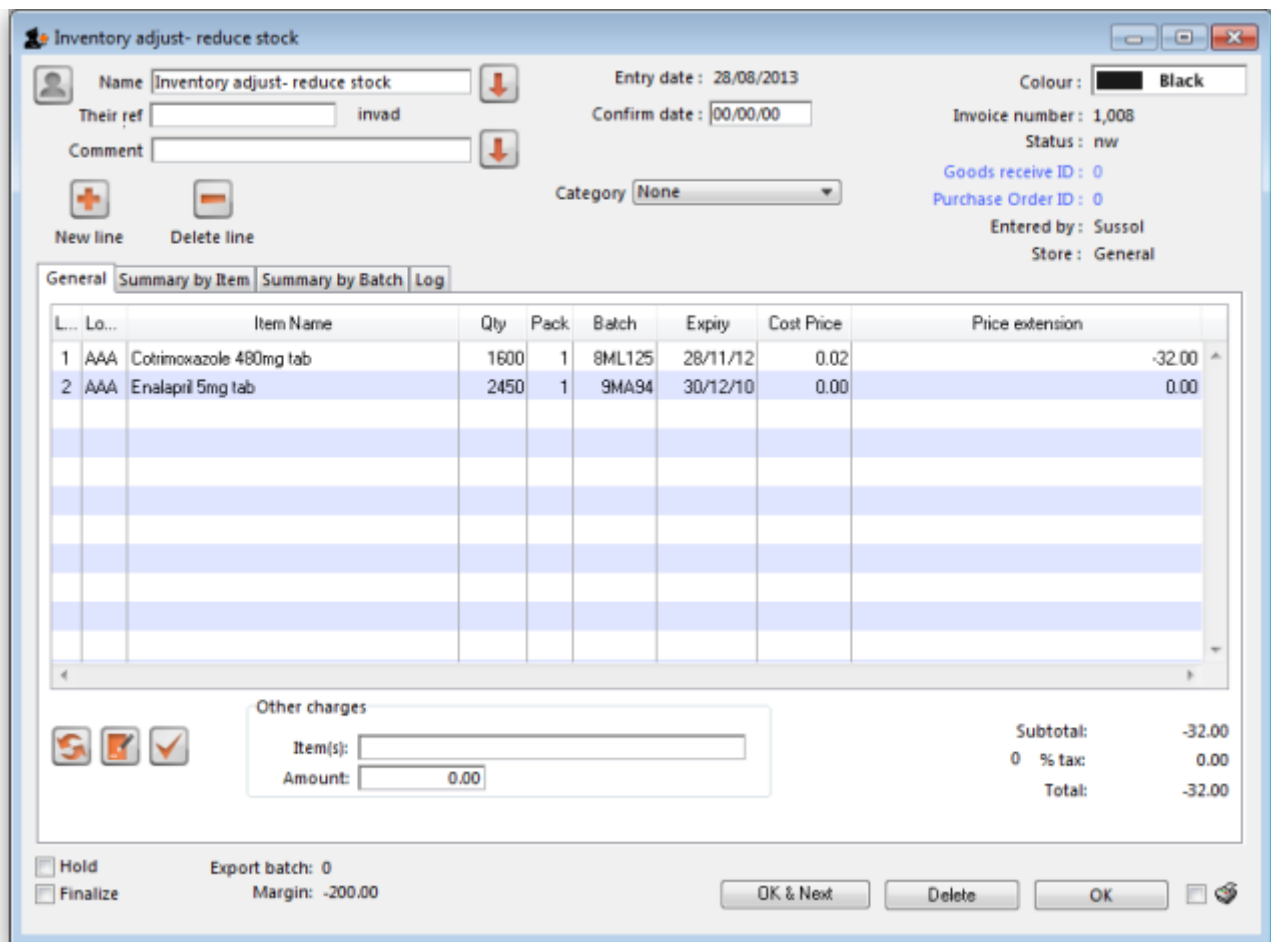 Inventory adjust- reduce stock
Name Inventory adjust- reduce stock
Their ref invad
Comment
New line Delete line
Entry date : 28/08/2013
Confirm date : 00/00/00
Category None
Colour : Black
Invoice number : 1,008
Status : nw
Goods receive ID : 0
Purchase Order ID : 0
Entered by : Sussol
Store : General
General Summary by Item Summary by Batch Log
L... Lo... Item Name Qty Pack Batch Expiry Cost Price Price extension
1 AAA Cotrimoxazole 480mg tab 1600 1 8ML125 28/11/12 0.02 -32.00
2 AAA Enalapril 5mg tab 2450 1 9MA94 30/12/10 0.00 0.00
Other charges
Item(s):
Amount: 0.00
Subtotal: -32.00
0 % tax: 0.00
Total: -32.00
Hold Export batch: 0
Finalize Margin: -200.00
OK & Next Delete OK